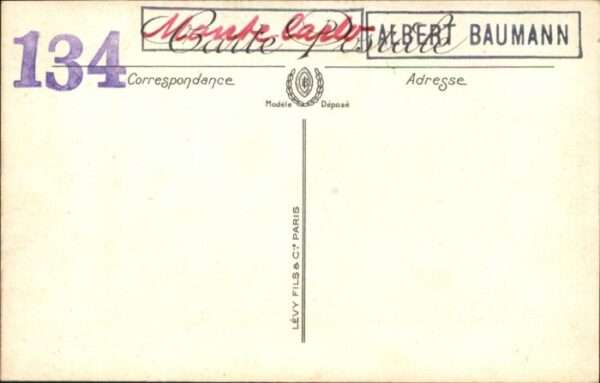 Monte Carlo
Carte Postale
ALBERT BAUMANN
134
Correspondance
Adresse
Modèle Déposé
LÉVY FILS & Cie PARIS